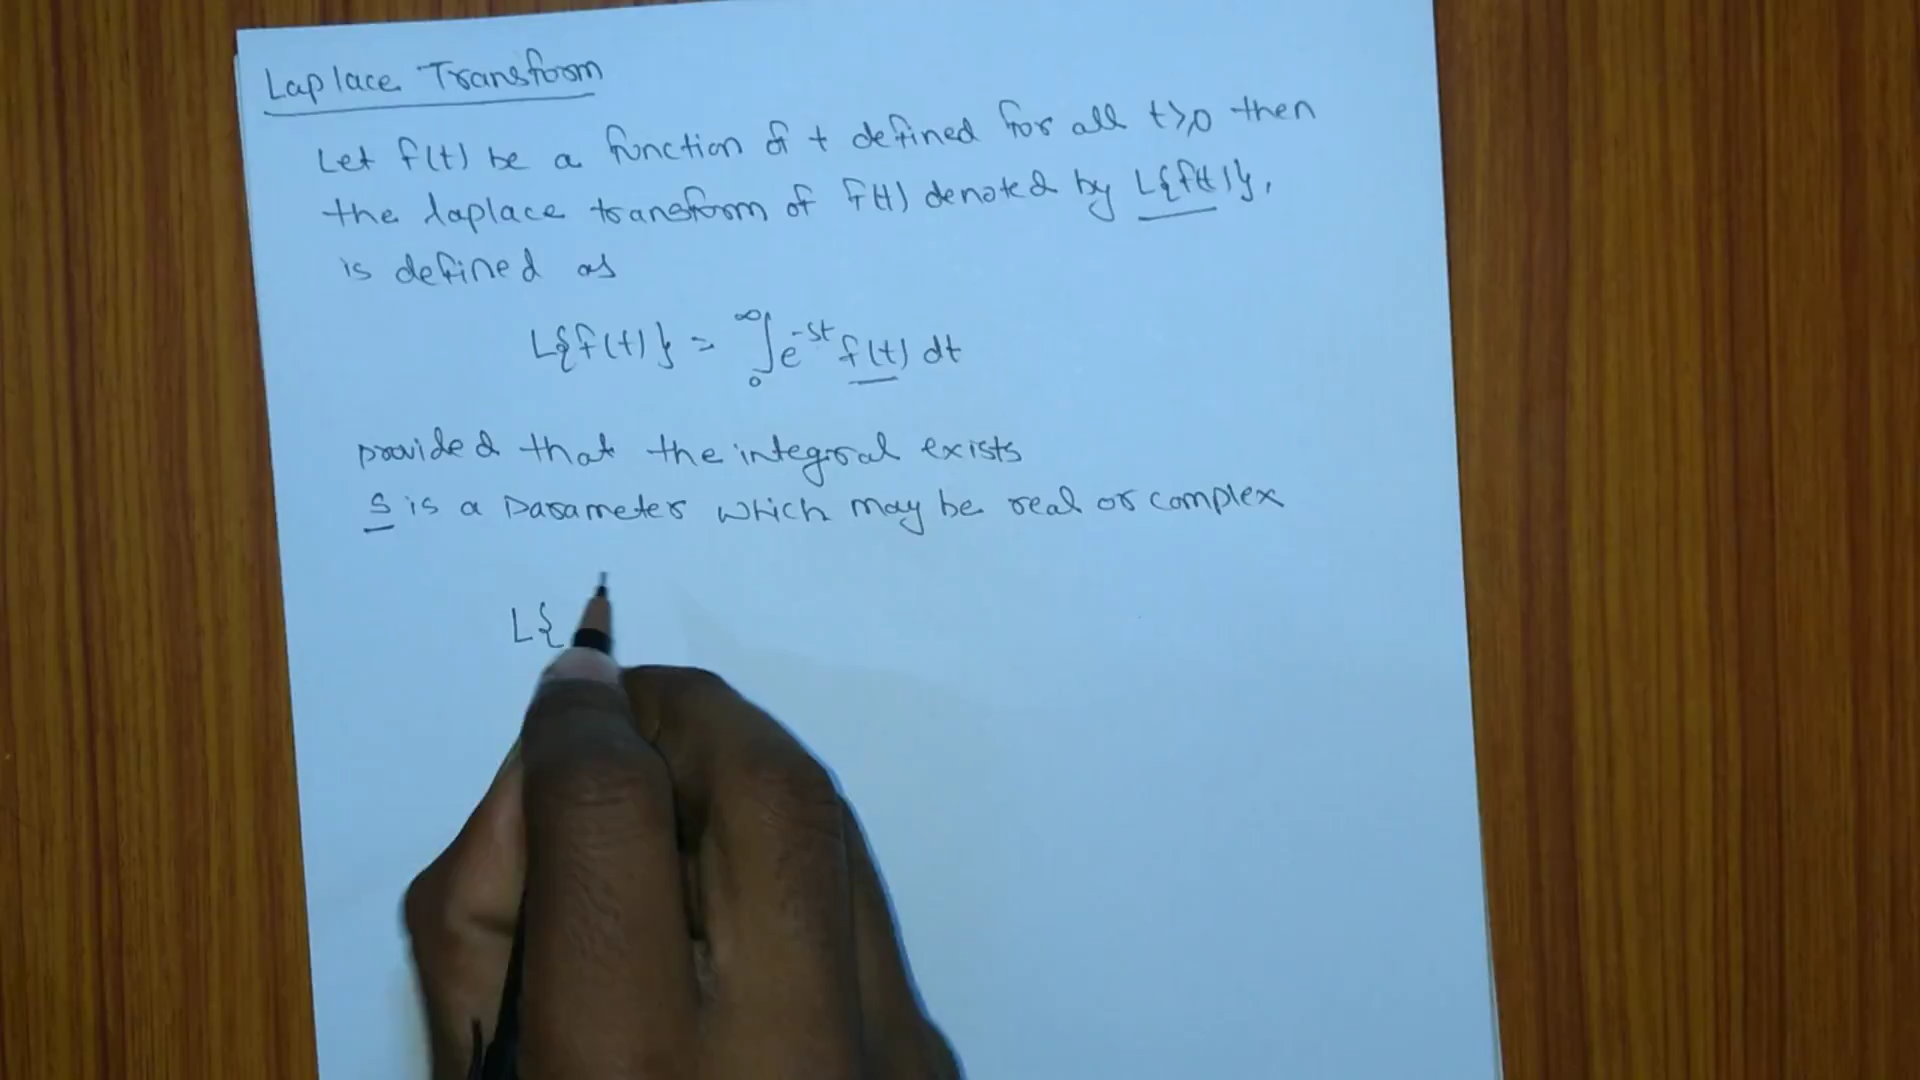 Laplace Transform
Let f(t) be a function of t defined for all t≥0 then
the laplace transform of f(t) denoted by L{f(t)},
is defined as
L{f(t)} = ∫₀^∞ e^-st f(t) dt
provided that the integral exists
S is a parameter which may be real or complex
L{